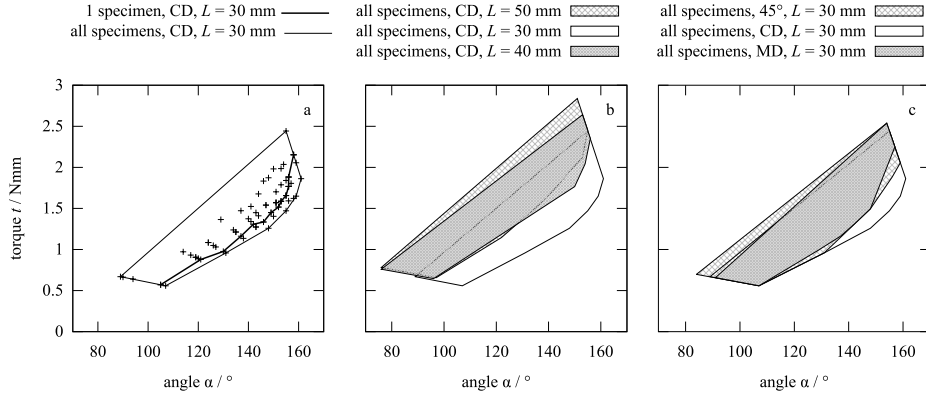 1 specimen, CD, L = 30 mm
all specimens, CD, L = 30 mm
all specimens, CD, L = 50 mm
all specimens, CD, L = 30 mm
all specimens, CD, L = 40 mm
all specimens, 45°, L = 30 mm
all specimens, CD, L = 30 mm
all specimens, MD, L = 30 mm
torque t / Nmm
3
2.5
2
1.5
1
0.5
0
a
80 100 120 140 160
angle α / °
b
80 100 120 140 160
angle α / °
c
80 100 120 140 160
angle α / °